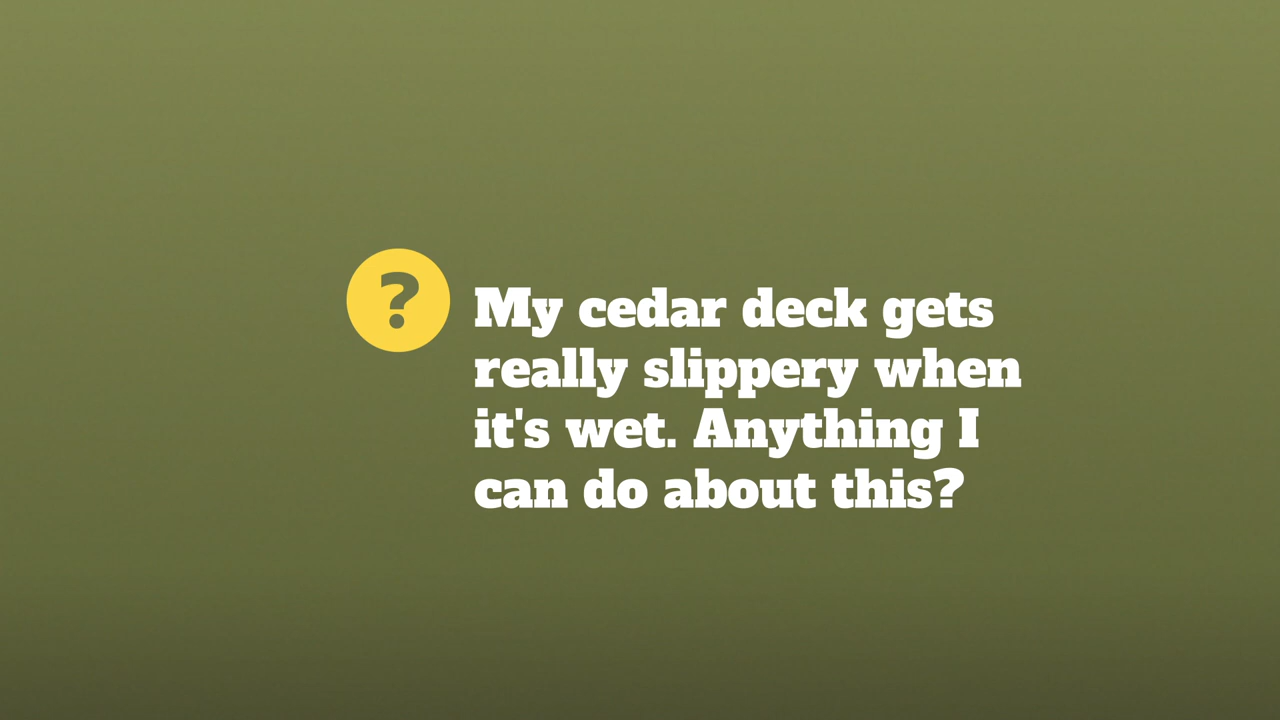 ?
My cedar deck gets
really slippery when
it's wet. Anything I
can do about this?